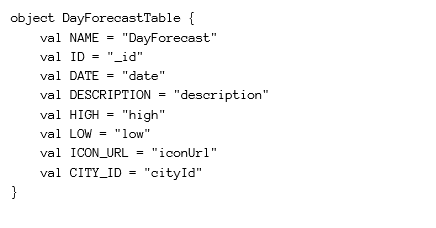 object DayForecastTable {
    val NAME = "DayForecast"
    val ID = "_id"
    val DATE = "date"
    val DESCRIPTION = "description"
    val HIGH = "high"
    val LOW = "low"
    val ICON_URL = "iconUrl"
    val CITY_ID = "cityId"
}